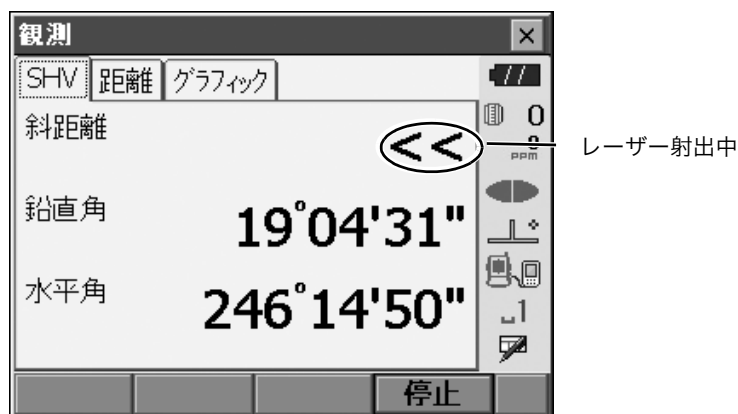 観測
SHV 距離 グラフィック
斜距離 <<
0
0
ppm
レーザー射出中
鉛直角 19°04'31"
水平角 246°14'50"
1
停止